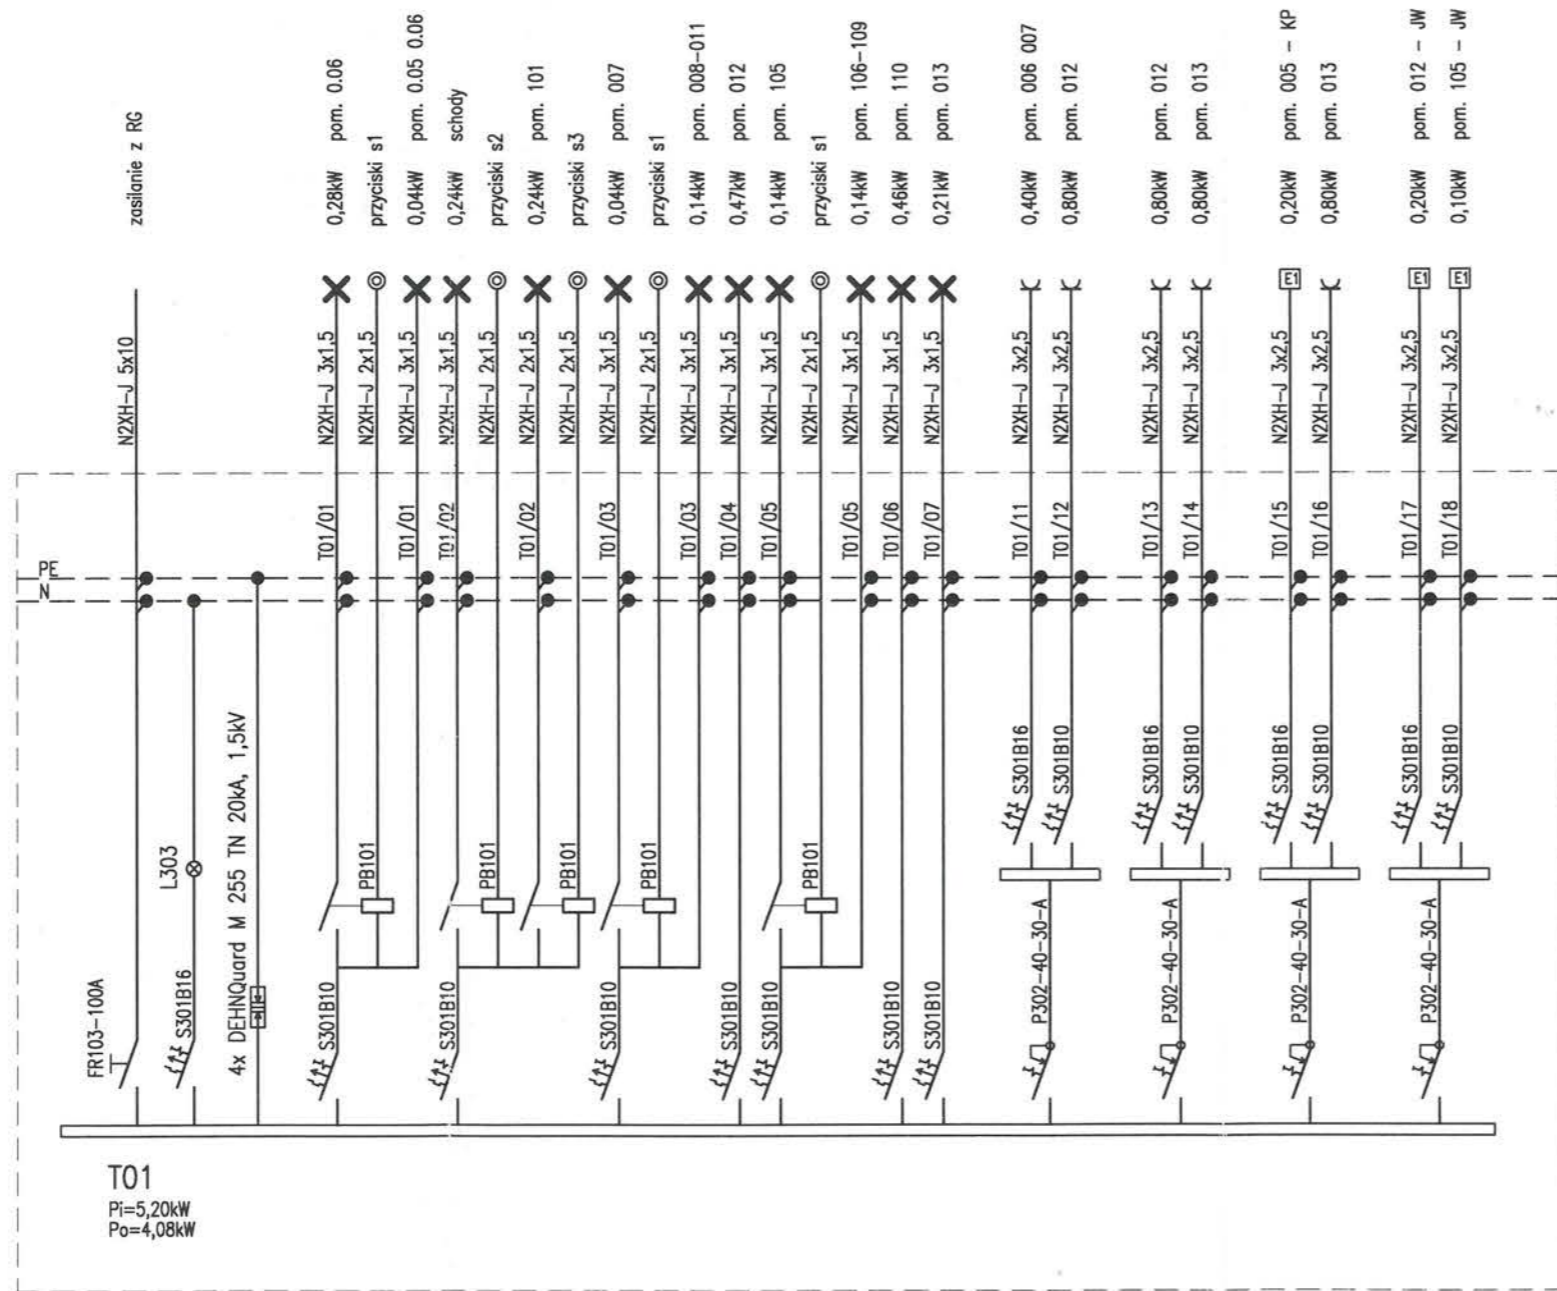 zasilanie z RG
0,28kW pom. 0.06
przyciski s1
0,04kW pom. 0.05 0.06
0,24kW schody
przyciski s2
0,24kW pom. 101
przyciski s3
0,04kW pom. 007
przyciski s1
0,14kW pom. 008-011
0,47kW pom. 012
0,14kW pom. 105
przyciski s1
0,14kW pom. 106-109
0,46kW pom. 110
0,21kW pom. 013
0,40kW pom. 006 007
0,80kW pom. 012
0,80kW pom. 012
0,80kW pom. 013
0,20kW pom. 005 - KP
0,80kW pom. 013
0,20kW pom. 012 - JW
0,10kW pom. 105 - JW
E1
E1
E1
N2XH-J 5x10
N2XH-J 3x1,5
N2XH-J 2x1,5
N2XH-J 3x1,5
N2XH-J 3x1,5
N2XH-J 2x1,5
N2XH-J 2x1,5
N2XH-J 2x1,5
N2XH-J 3x1,5
N2XH-J 2x1,5
N2XH-J 3x1,5
N2XH-J 3x1,5
N2XH-J 3x1,5
N2XH-J 2x1,5
N2XH-J 3x1,5
N2XH-J 3x1,5
N2XH-J 3x1,5
N2XH-J 3x2,5
N2XH-J 3x2,5
N2XH-J 3x2,5
N2XH-J 3x2,5
N2XH-J 3x2,5
N2XH-J 3x2,5
N2XH-J 3x2,5
N2XH-J 3x2,5
T01/01
T01/01
T01/02
T01/02
T01/03
T01/03
T01/04
T01/05
T01/05
T01/06
T01/07
T01/11
T01/12
T01/13
T01/14
T01/15
T01/16
T01/17
T01/18
PE
N
S301B16
S301B10
S301B16
S301B10
S301B16
S301B10
S301B16
S301B10
L303
4x DEHNQuard M 255 TN 20kA, 1,5kV
PB101
PB101
PB101
PB101
PB101
P302-40-30-A
P302-40-30-A
P302-40-30-A
P302-40-30-A
FR103-100A
S301B16
S301B10
S301B10
S301B10
S301B10
S301B10
S301B10
S301B10
T01
Pi=5,20kW
Po=4,08kW